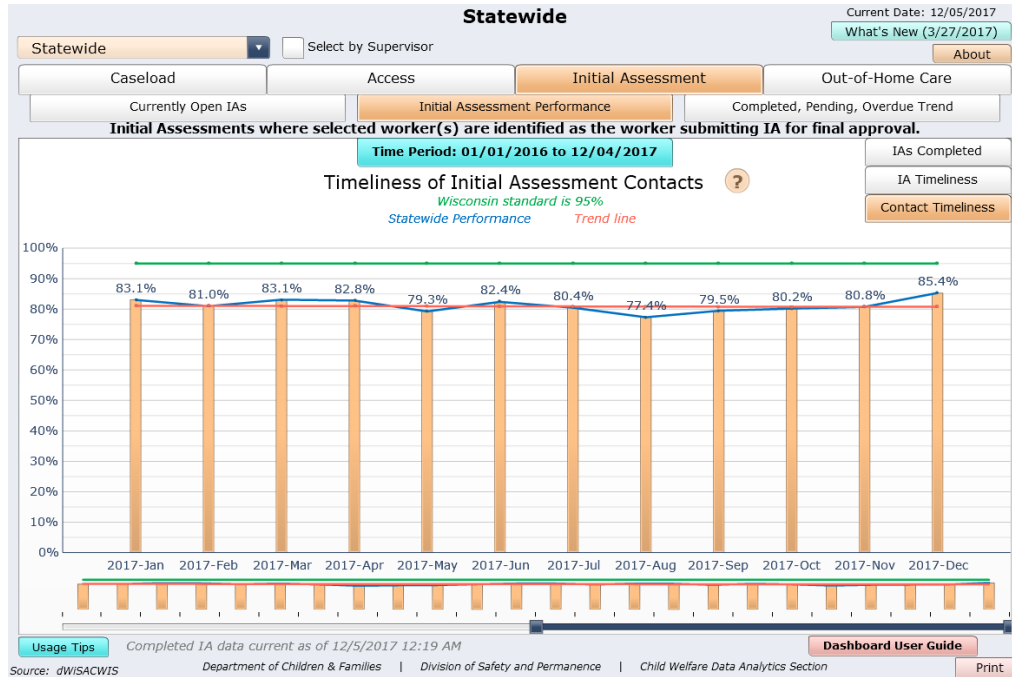 Statewide
Current Date: 12/05/2017
What's New (3/27/2017)
Statewide
Select by Supervisor
About
Caseload Access Initial Assessment Out-of-Home Care
Currently Open IAs Initial Assessment Performance Completed, Pending, Overdue Trend
Initial Assessments where selected worker(s) are identified as the worker submitting IA for final approval.
Time Period: 01/01/2016 to 12/04/2017
IAs Completed
IA Timeliness
Contact Timeliness
Timeliness of Initial Assessment Contacts ?
Wisconsin standard is 95%
Statewide Performance Trend line
100%
90%
80%
70%
60%
50%
40%
30%
20%
10%
0%
83.1% 81.0% 83.1% 82.8% 79.3% 82.4% 80.4% 77.4% 79.5% 80.2% 80.8% 85.4%
2017-Jan 2017-Feb 2017-Mar 2017-Apr 2017-May 2017-Jun 2017-Jul 2017-Aug 2017-Sep 2017-Oct 2017-Nov 2017-Dec
Usage Tips
Completed IA data current as of 12/5/2017 12:19 AM
Dashboard User Guide
Source: dWiSACWIS
Department of Children & Families | Division of Safety and Permanence | Child Welfare Data Analytics Section
Print